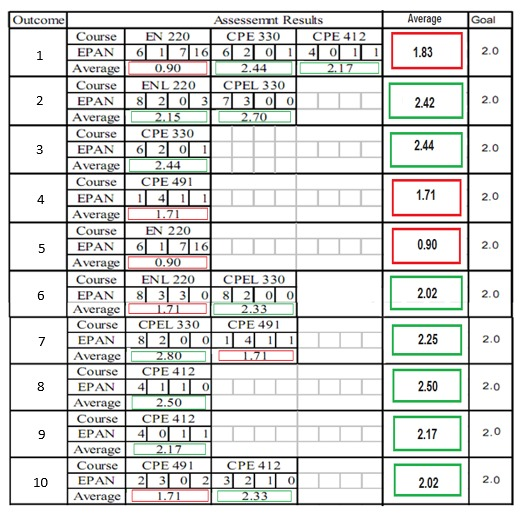 Outcome Assessemnt Results Average Goal
Course EN 220 CPE 330 CPE 412
1 EPAN 6 1 7 16 6 2 0 1 4 0 1 1 1.83 2.0
Average 0.90 2.44 2.17
Course ENL 220 CPEL 330
2 EPAN 8 2 0 3 7 3 0 0 2.42 2.0
Average 2.15 2.70
Course CPE 330
3 EPAN 6 2 0 1 2.44 2.0
Average 2.44
Course CPE 491
4 EPAN 1 4 1 1 1.71 2.0
Average 1.71
Course EN 220
5 EPAN 6 1 7 16 0.90 2.0
Average 0.90
Course ENL 220 CPEL 330
6 EPAN 8 3 3 0 8 2 0 0 2.02 2.0
Average 1.71 2.33
Course CPEL 330 CPE 491
7 EPAN 8 2 0 0 1 4 1 1 2.25 2.0
Average 2.80 1.71
Course CPE 412
8 EPAN 4 1 1 0 2.50 2.0
Average 2.50
Course CPE 412
9 EPAN 4 0 1 1 2.17 2.0
Average 2.17
Course CPE 491 CPE 412
10 EPAN 2 3 0 2 3 2 1 0 2.02 2.0
Average 1.71 2.33